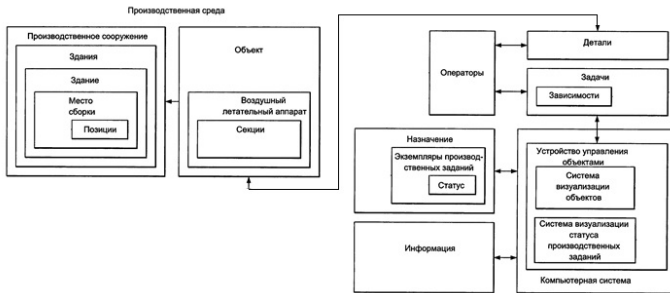 Производственная среда
Производственное сооружение
Здания
Здание
Место
сборки
Позиции
Объект
Воздушный
летательный аппарат
Секции
Операторы
Детали
Задачи
Зависимости
Назначение
Экземпляры производ-
ственных заданий
Статус
Информация
Устройство управления
объектами
Система
визуализации
объектов
Система визуализации
статуса
производственных
заданий
Компьютерная система